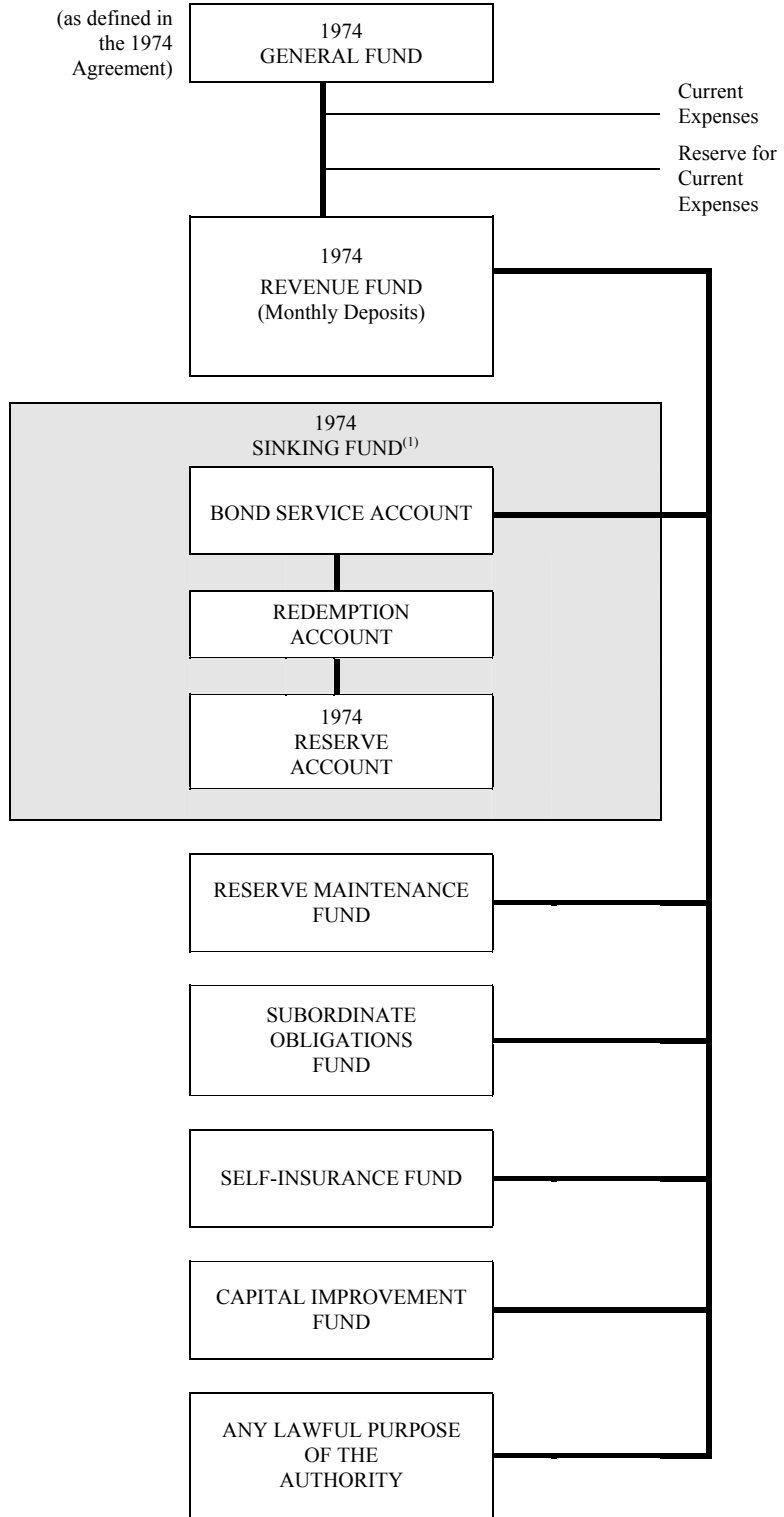 (as defined in
the 1974
Agreement)
1974
GENERAL FUND
Current
Expenses
Reserve for
Current
Expenses
1974
REVENUE FUND
(Monthly Deposits)
1974
SINKING FUND(1)
BOND SERVICE ACCOUNT
REDEMPTION
ACCOUNT
1974
RESERVE
ACCOUNT
RESERVE MAINTENANCE
FUND
SUBORDINATE
OBLIGATIONS
FUND
SELF-INSURANCE FUND
CAPITAL IMPROVEMENT
FUND
ANY LAWFUL PURPOSE
OF THE
AUTHORITY